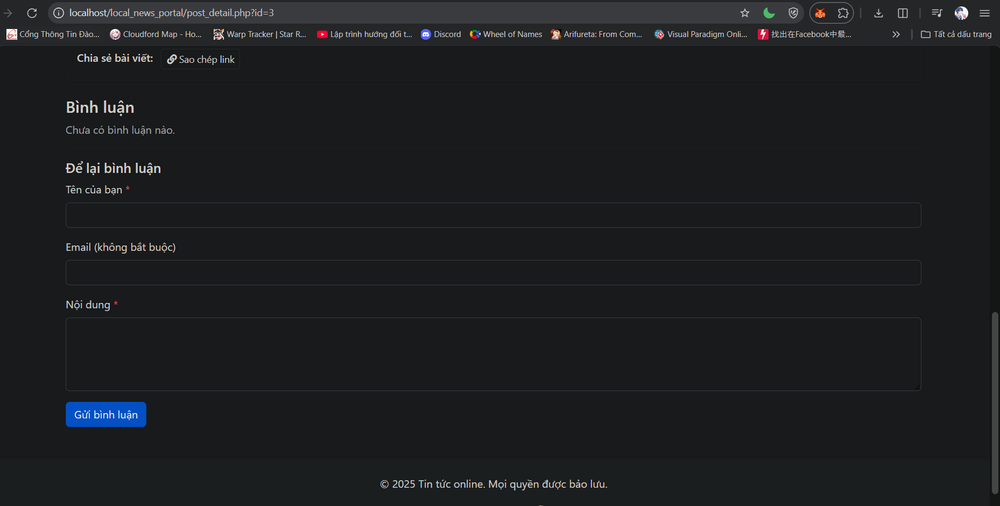 localhost/local_news_portal/post_detail.php?id=3
Cổng Thông Tin Đào... Cloudford Map - Ho... Warp Tracker | Star R... Lập trình hướng đối t... Discord Wheel of Names Arifureta: From Com... Visual Paradigm Onli... 找出在Facebook中最... Tất cả dấu trang
Chia sẻ bài viết: Sao chép link
Bình luận
Chưa có bình luận nào.
Để lại bình luận
Tên của bạn *
Email (không bắt buộc)
Nội dung *
Gửi bình luận
© 2025 Tin tức online. Mọi quyền được bảo lưu.